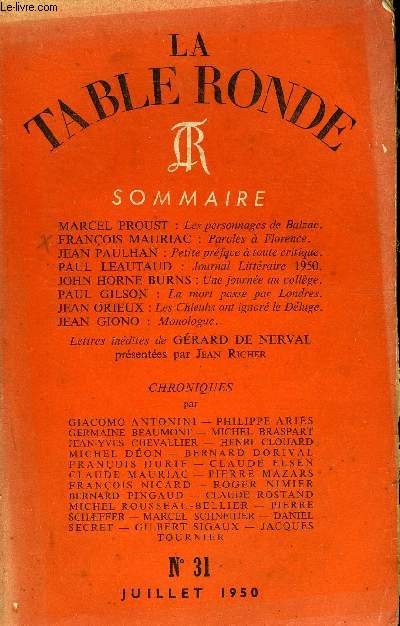 Le-livre.com
LA
TABLE RONDE
TR
SOMMAIRE
MARCEL PROUST : Les personnages de Balzac.
FRANÇOIS MAURIAC : Paroles à Florence.
JEAN PAULHAN : Petite préface à toute critique.
PAUL LEAUTAUD : Journal Littéraire 1950.
JOHN HORNE BURNS : Une journée au collège.
PAUL GILSON : La mort passe par Londres.
JEAN ORIEUX : Les Chleuhs ont ignoré le Déluge.
JEAN GIONO : Monologue.
Lettres inédites de GÉRARD DE NERVAL
présentées par JEAN RICHER
CHRONIQUES
par
GIACOMO ANTONINI — PHILIPPE ARIES
GERMAINE BEAUMONT — MICHEL BRASPART
JEAN-YVES CHEVALLIER — HENRI CLOUARD
MICHEL DÉON — BERNARD DORIVAL
FRANÇOIS DURIF — CLAUDE ELSEN
CLAUDE MAURIAC — PIERRE MAZARS
FRANÇOIS NICARD — ROGER NIMIER
BERNARD PINGAUD — CLAUDE ROSTAND
MICHEL ROUSSEAU-BELLIER — PIERRE
SCHÆFFER — MARCEL SCHNEIDER — DANIEL
SECRET — GILBERT SIGAUX — JACQUES
TOURNIER
N° 31
JUILLET 1950